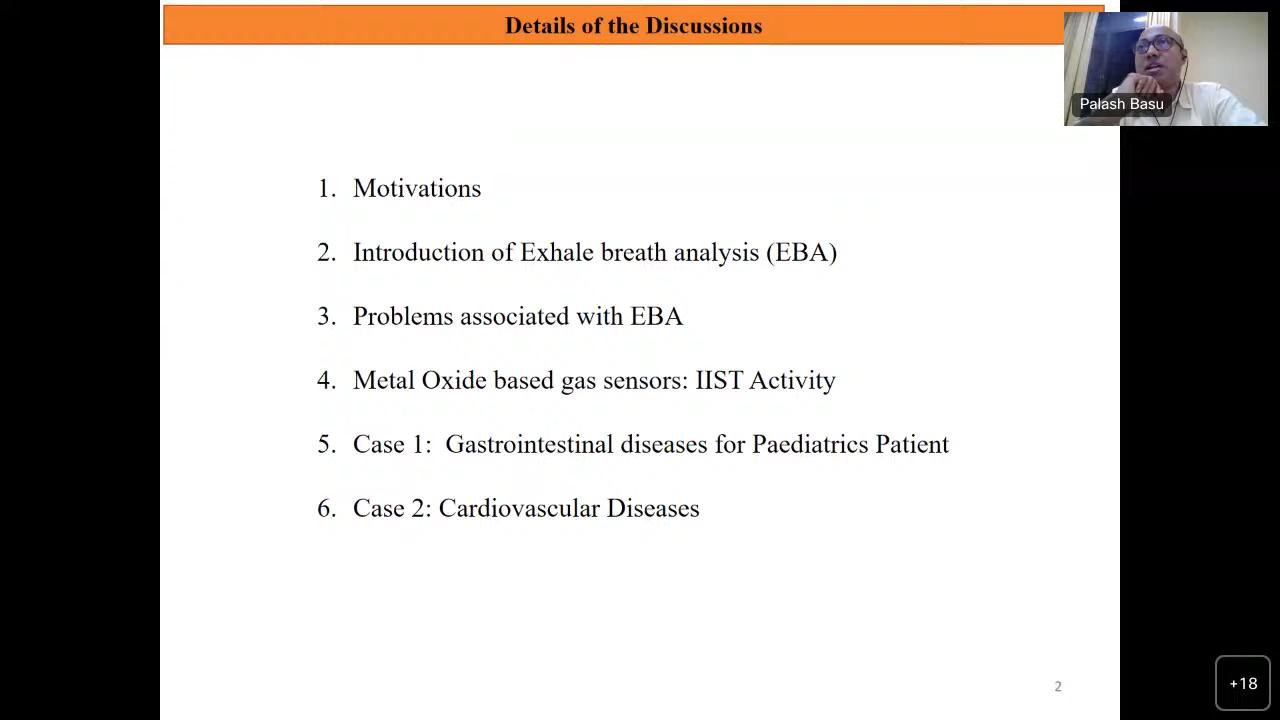 Details of the Discussions
Palash Basu
1. Motivations
2. Introduction of Exhale breath analysis (EBA)
3. Problems associated with EBA
4. Metal Oxide based gas sensors: IIST Activity
5. Case 1: Gastrointestinal diseases for Paediatrics Patient
6. Case 2: Cardiovascular Diseases
2
+18